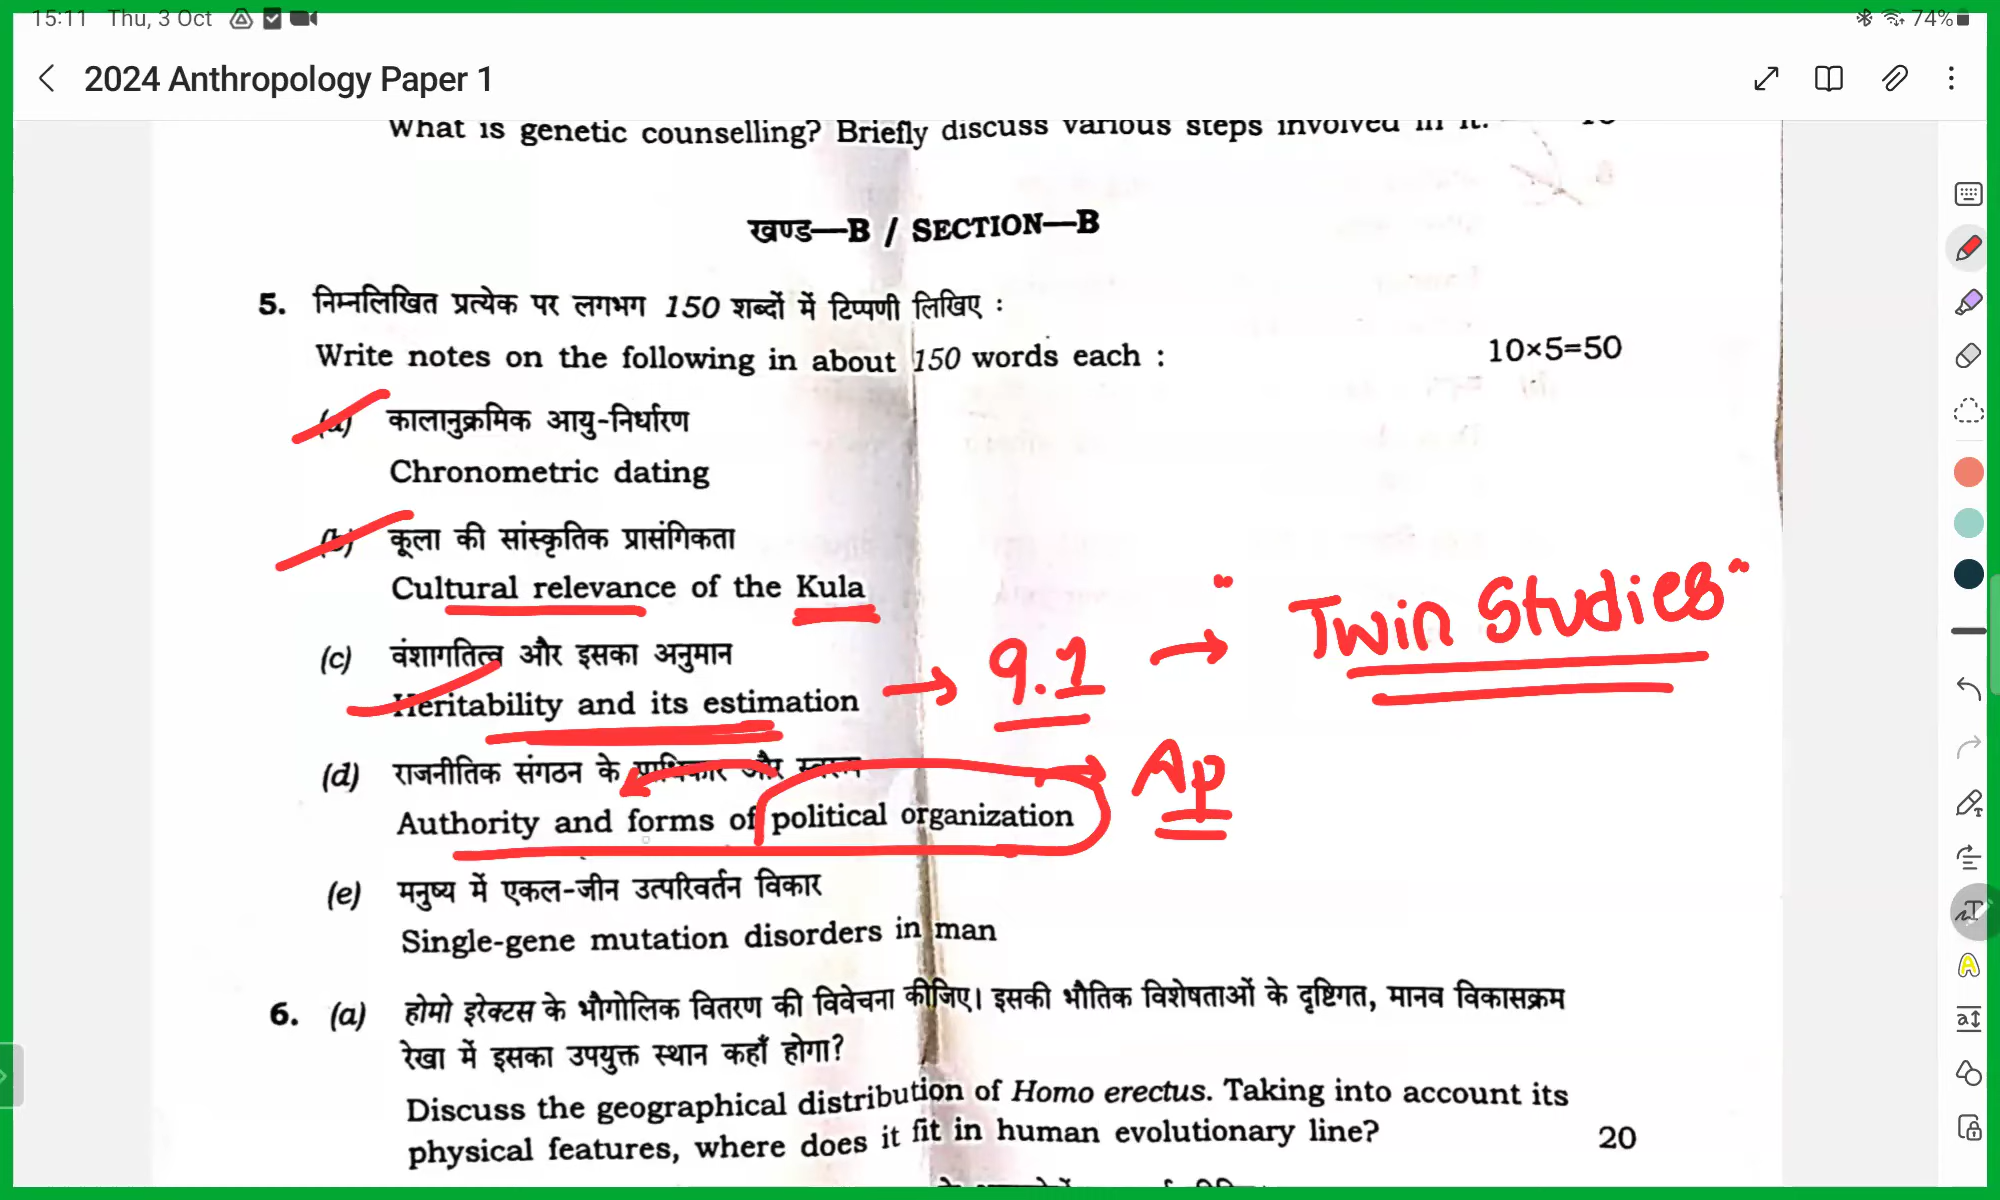 15:11 Thu, 3 Oct
74%
2024 Anthropology Paper 1
What is genetic counselling? Briefly discuss various steps involved in it. 10
खण्ड—B / SECTION—B
5. निम्नलिखित प्रत्येक पर लगभग 150 शब्दों में टिप्पणी लिखिए :
Write notes on the following in about 150 words each : 10×5=50
(a) कालानुक्रमिक आयु-निर्धारण
Chronometric dating
(b) कूला की सांस्कृतिक प्रासंगिकता
Cultural relevance of the Kula
(c) वंशागतित्व और इसका अनुमान
Heritability and its estimation → 9.1 → "Twin Studies"
(d) राजनीतिक संगठन के प्राधिकार और स्वरूप
Authority and forms of political organization Ap
(e) मनुष्य में एकल-जीन उत्परिवर्तन विकार
Single-gene mutation disorders in man
6. (a) होमो इरेक्टस के भौगोलिक वितरण की विवेचना कीजिए। इसकी भौतिक विशेषताओं के दृष्टिगत, मानव विकासक्रम
रेखा में इसका उपयुक्त स्थान कहाँ होगा?
Discuss the geographical distribution of Homo erectus. Taking into account its
physical features, where does it fit in human evolutionary line? 20